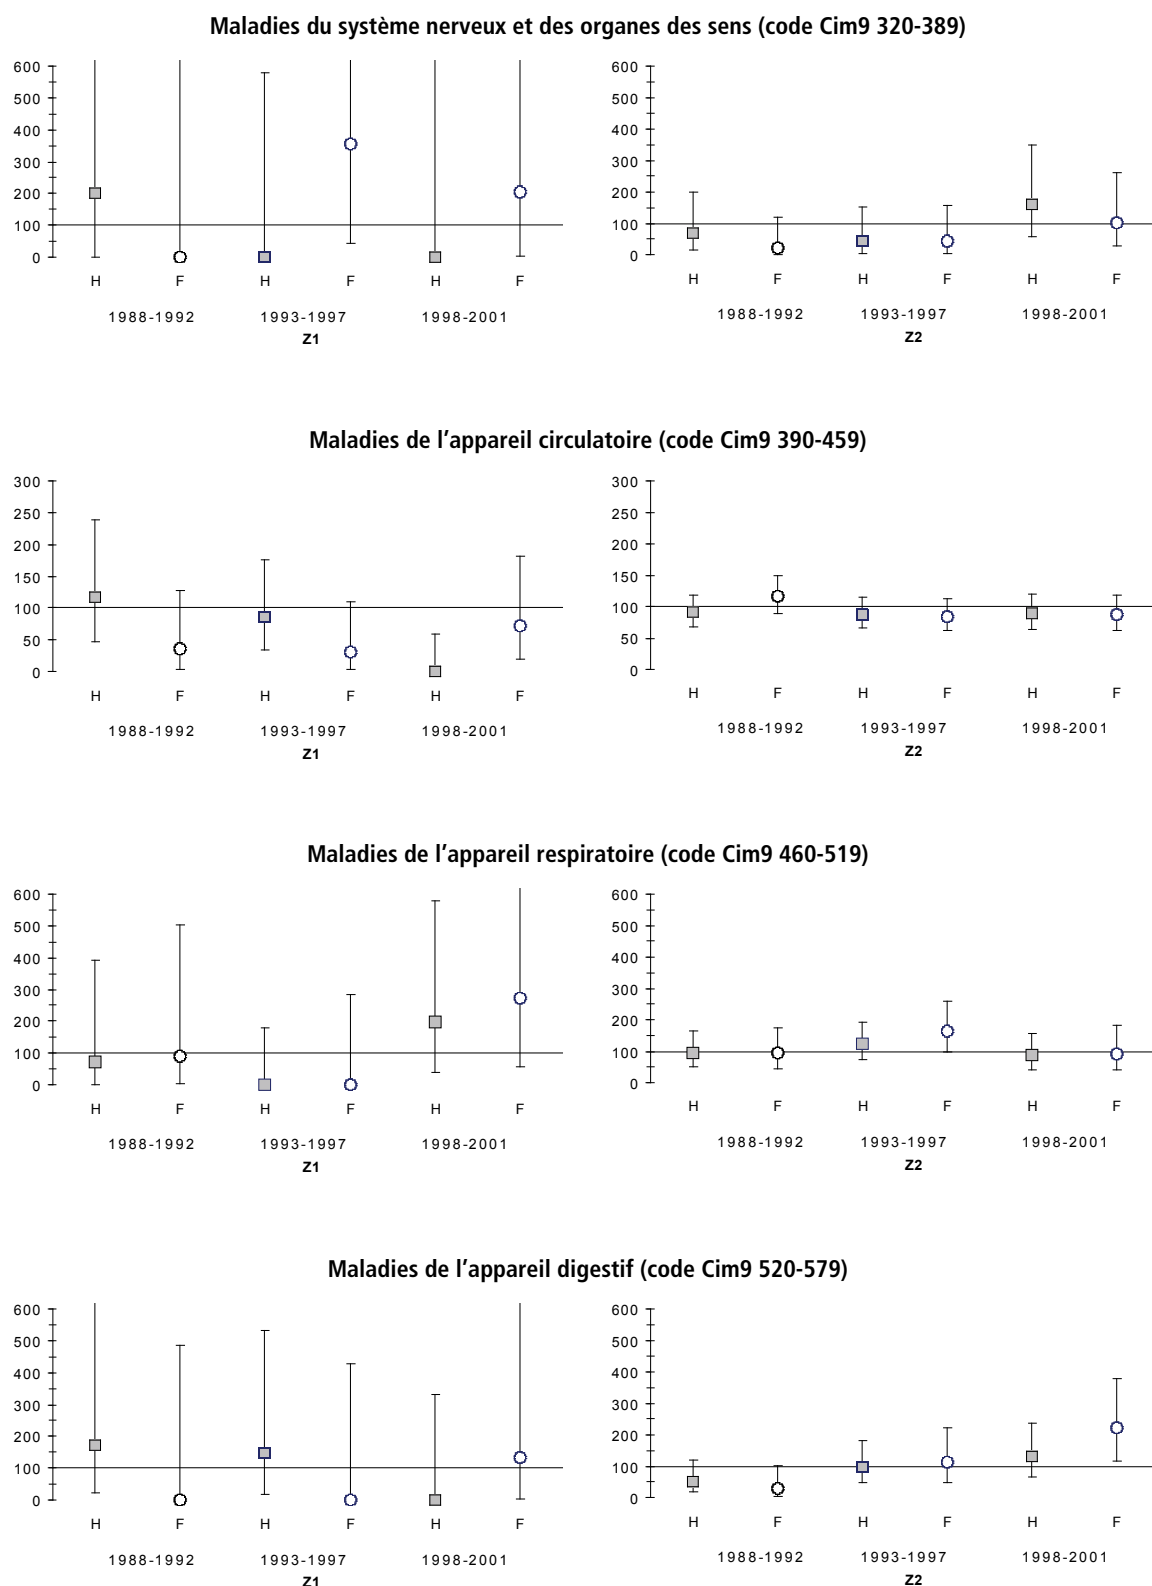 Maladies du système nerveux et des organes des sens (code Cim9 320-389)
600
500
400
300
200
100
0
H F H F H F
1988-1992 1993-1997 1998-2001
Z1
600
500
400
300
200
100
0
H F H F H F
1988-1992 1993-1997 1998-2001
Z2
Maladies de l'appareil circulatoire (code Cim9 390-459)
300
250
200
150
100
50
0
H F H F H F
1988-1992 1993-1997 1998-2001
Z1
300
250
200
150
100
50
0
H F H F H F
1988-1992 1993-1997 1998-2001
Z2
Maladies de l'appareil respiratoire (code Cim9 460-519)
600
500
400
300
200
100
0
H F H F H F
1988-1992 1993-1997 1998-2001
Z1
600
500
400
300
200
100
0
H F H F H F
1988-1992 1993-1997 1998-2001
Z2
Maladies de l'appareil digestif (code Cim9 520-579)
600
500
400
300
200
100
0
H F H F H F
1988-1992 1993-1997 1998-2001
Z1
600
500
400
300
200
100
0
H F H F H F
1988-1992 1993-1997 1998-2001
Z2